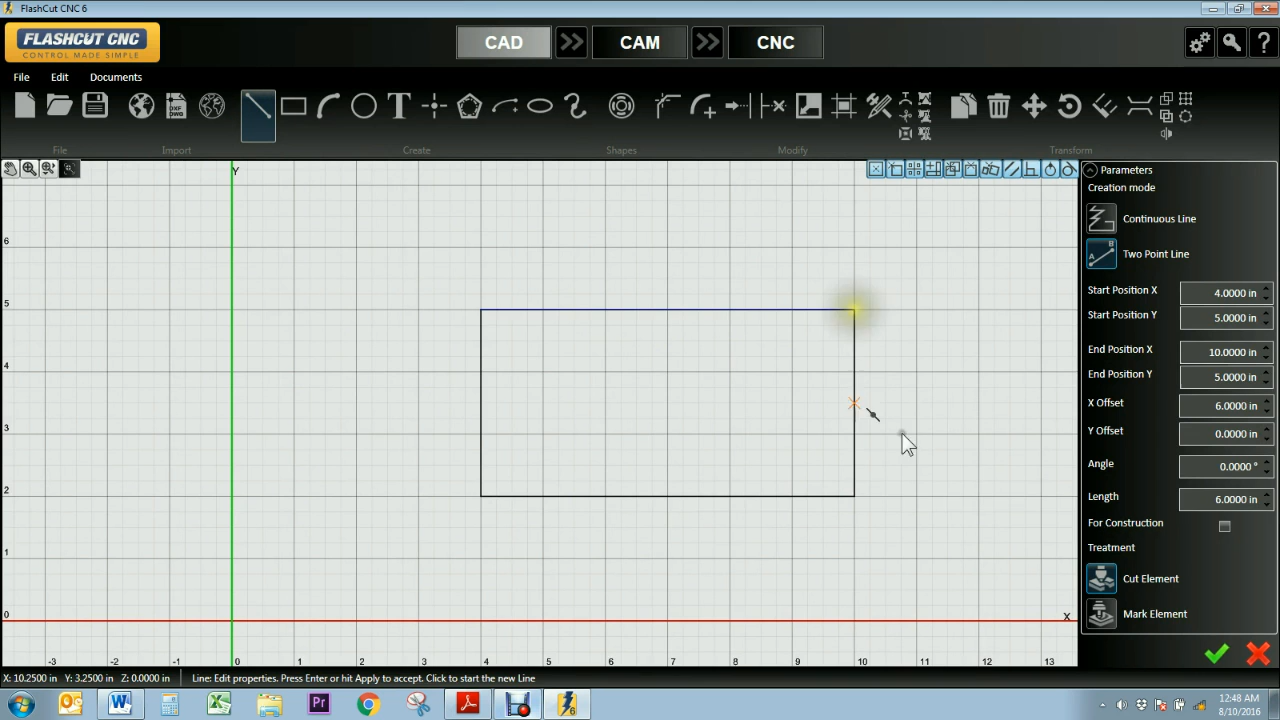 FlashCut CNC 6
FLASHCUT CNC
CONTROL MADE SIMPLE
CAD
CAM
CNC
File Edit Documents
DXF
DWG
T
File Import Create Shapes Modify Transform
Y
6
5
4
3
2
1
0
X
-3 -2 -1 0 1 2 3 4 5 6 7 8 9 10 11 12 13
Parameters
Creation mode
Continuous Line
A B
Two Point Line
Start Position X 4.0000 in
Start Position Y 5.0000 in
End Position X 10.0000 in
End Position Y 5.0000 in
X Offset 6.0000 in
Y Offset 0.0000 in
Angle 0.0000 °
Length 6.0000 in
For Construction
Treatment
Cut Element
Mark Element
X: 10.2500 in Y: 3.2500 in Z: 0.0000 in Line: Edit properties. Press Enter or hit Apply to accept. Click to start the new Line
Pr
6
12:48 AM
8/10/2016